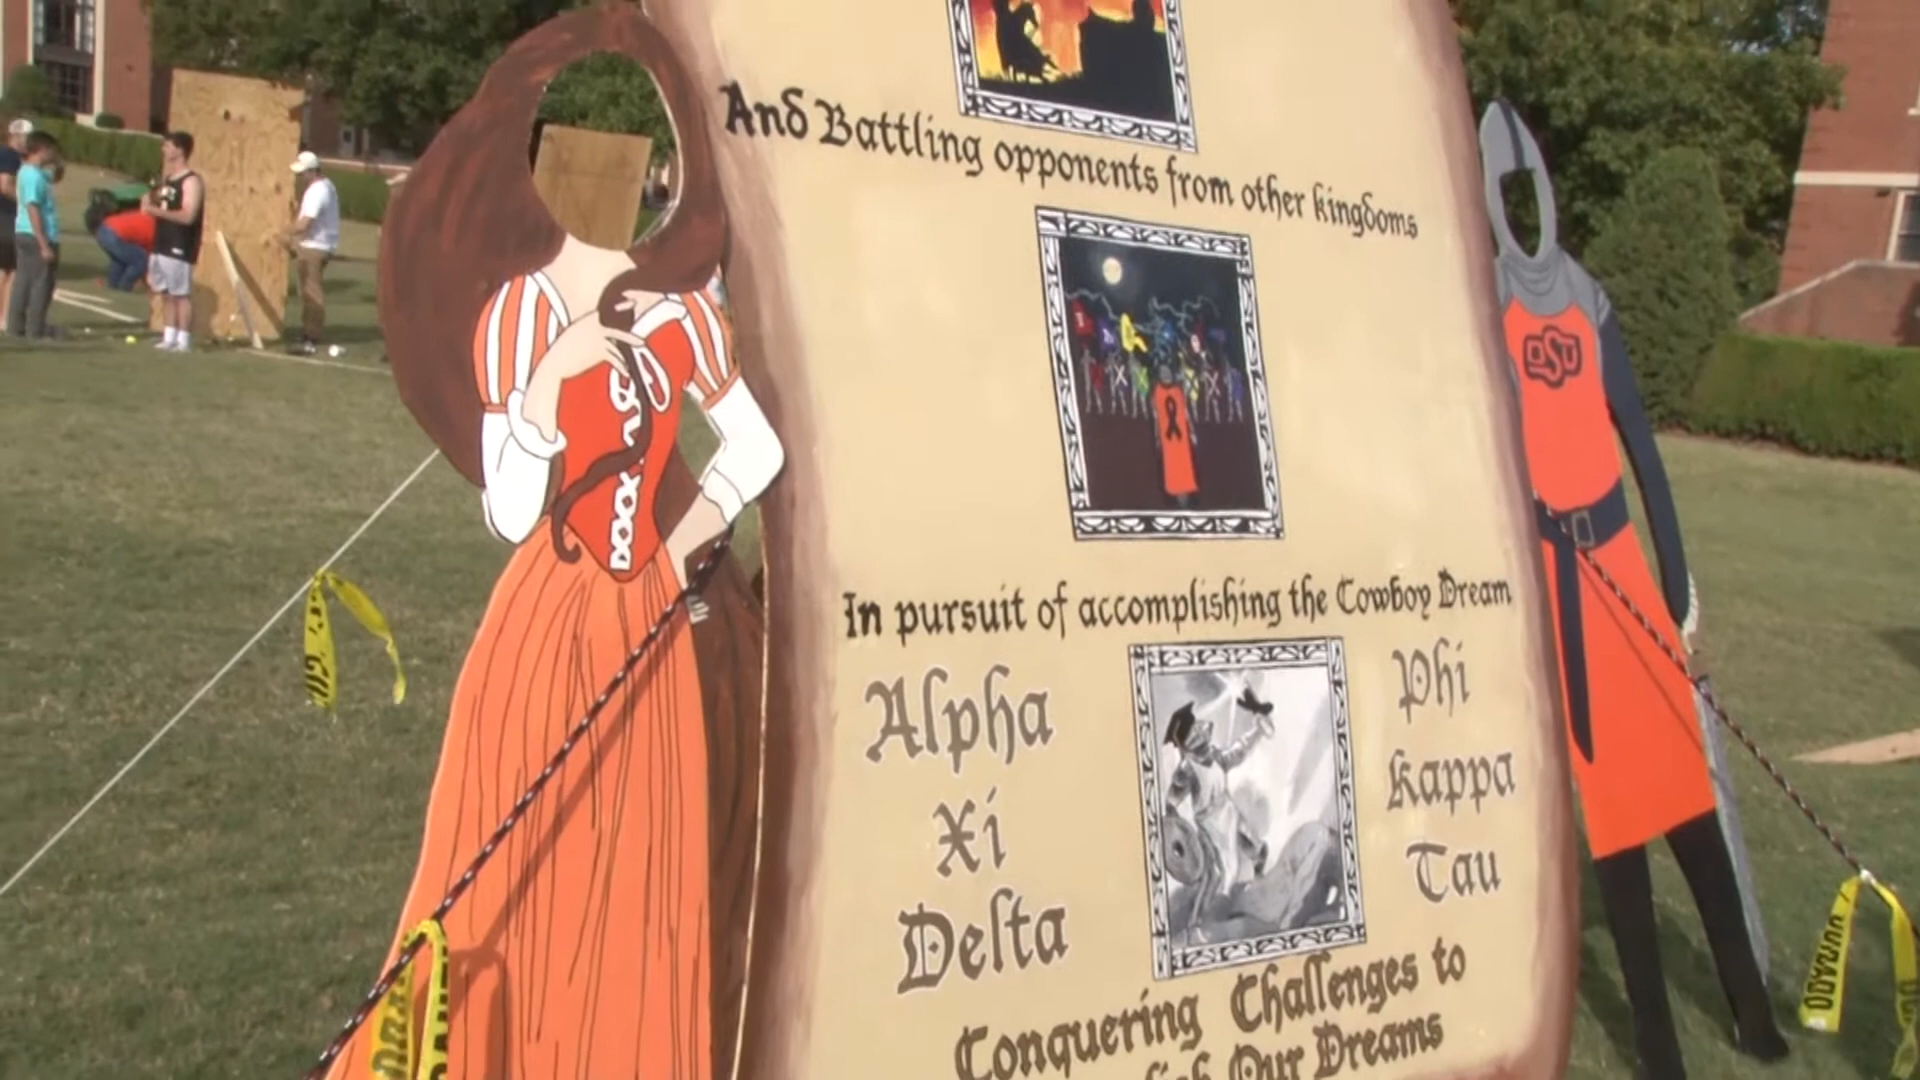 And Battling opponents from other kingdoms
OSU
In pursuit of accomplishing the Cowboy Dream
Alpha
Xi
Delta
Phi
Kappa
Tau
Conquering Challenges to
Our Dreams